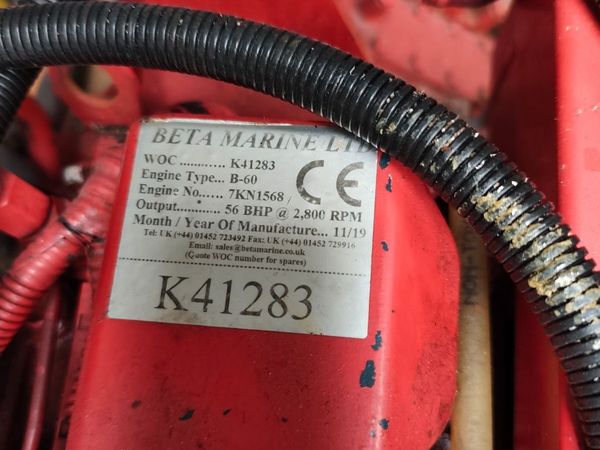 BETA MARINE LTD
WOC ........... K41283
Engine Type... B-60
Engine No..... 7KN1568 /
Output.......... 56 BHP @ 2,800 RPM
Month / Year Of Manufacture... 11/19
Tel: UK (+44) 01452 723492 Fax: UK (+44) 01452 729916
Email: sales@betamarine.co.uk
(Quote WOC number for spares)
CE
K41283